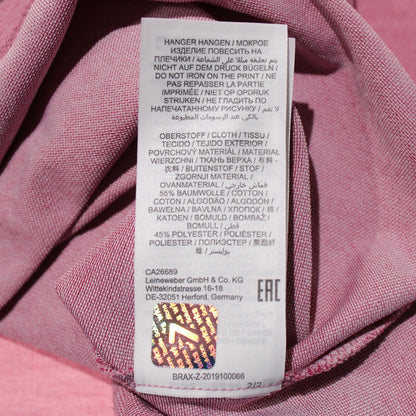 HANGER HANGEN / МОКРОЕ
ИЗДЕЛИЕ ПОВЕСИТЬ НА
ПЛЕЧИКИ / يتم تعليقه مبللا على الشماعة
NICHT AUF DEM DRUCK BÜGELN /
DO NOT IRON ON THE PRINT / NE
PAS REPASSER LA PARTIE
IMPRIMÉE / NIET OP OPDRUK
STRIJKEN / НЕ ГЛАДИТЬ ПО
НАПЕЧАТАННОМУ РИСУНКУ / لا تقم
بالكي عند الرسومات المطبوعة
OBERSTOFF / CLOTH / TISSU /
TECIDO / TEJIDO EXTERIOR /
POVRCHOVÝ MATERIÁL / MATERIAŁ
WIERZCHNI / ТКАНЬ ВЕРХА / 布料 -
衣料 / BUITENSTOF / STOF /
ZGORNJI MATERIAL /
OVANMATERIAL / قماش خارجي
55% BAUMWOLLE / COTTON /
COTON / ALGODÃO / ALGODÓN /
BAWEŁNA / BAVLNA / ХЛОПОК / 棉 /
KATOEN / BOMULD / BOMBAŽ /
BOMULL / قطن
45% POLYESTER / POLIÉSTER /
POLIESTER / ПОЛИЭСТЕР / 聚酯纤
维 / بوليستر
CA26689
Leineweber GmbH & Co. KG
Wittekindstrasse 16-18
DE-32051 Herford, Germany
EAC
BRAX-Z-2019100066
2/2